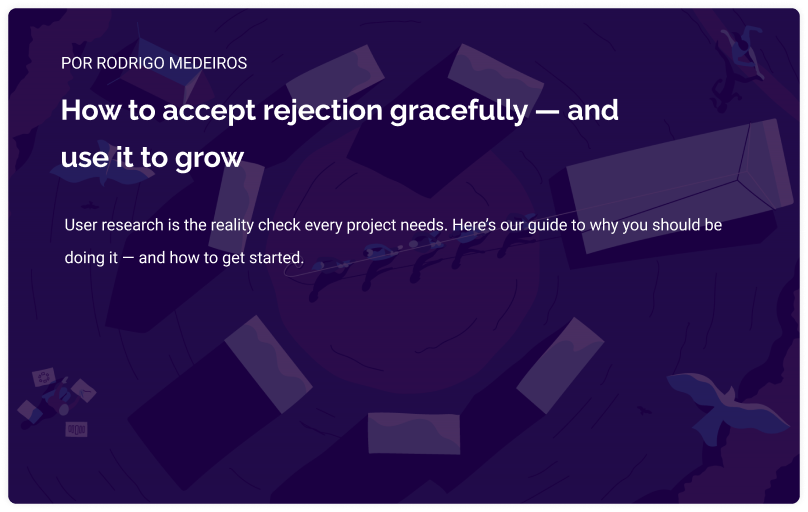 POR RODRIGO MEDEIROS
How to accept rejection gracefully — and
use it to grow
User research is the reality check every project needs. Here’s our guide to why you should be
doing it — and how to get started.